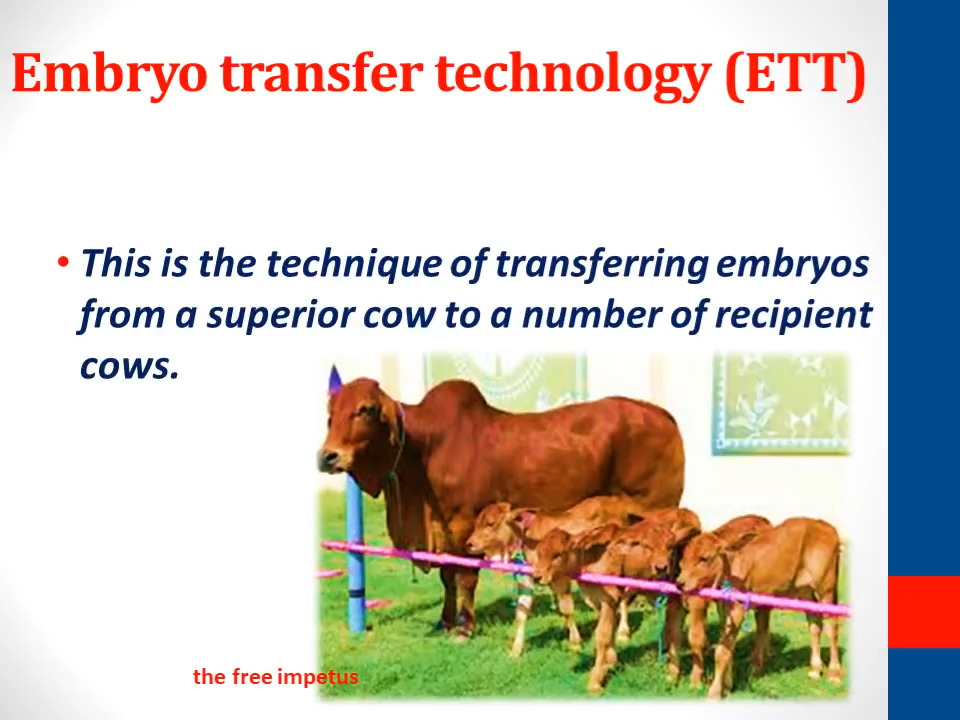 Embryo transfer technology (ETT)
• This is the technique of transferring embryos
from a superior cow to a number of recipient
cows.
the free impetus